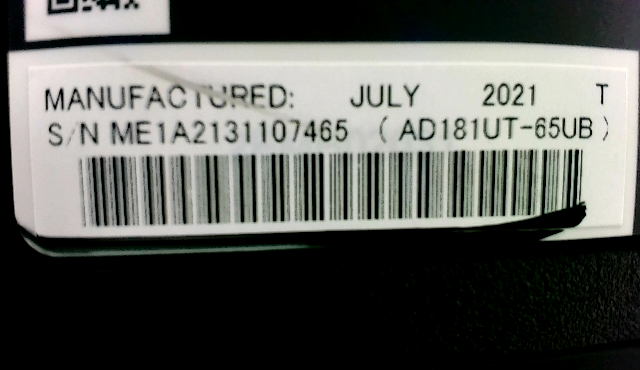 MANUFACTURED: JULY 2021 T
S/N ME1A2131107465 ( AD181UT-65UB )